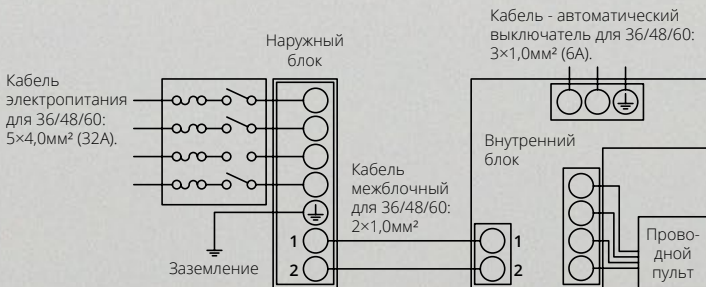 Кабель - автоматический
выключатель для 36/48/60:
3×1,0мм² (6А).
Наружный
блок
Кабель
электропитания
для 36/48/60:
5×4,0мм² (32А).
Внутренний
блок
Кабель
межблочный
для 36/48/60:
2×1,0мм²
1
1
2
2
Заземление
Прово-
дной
пульт